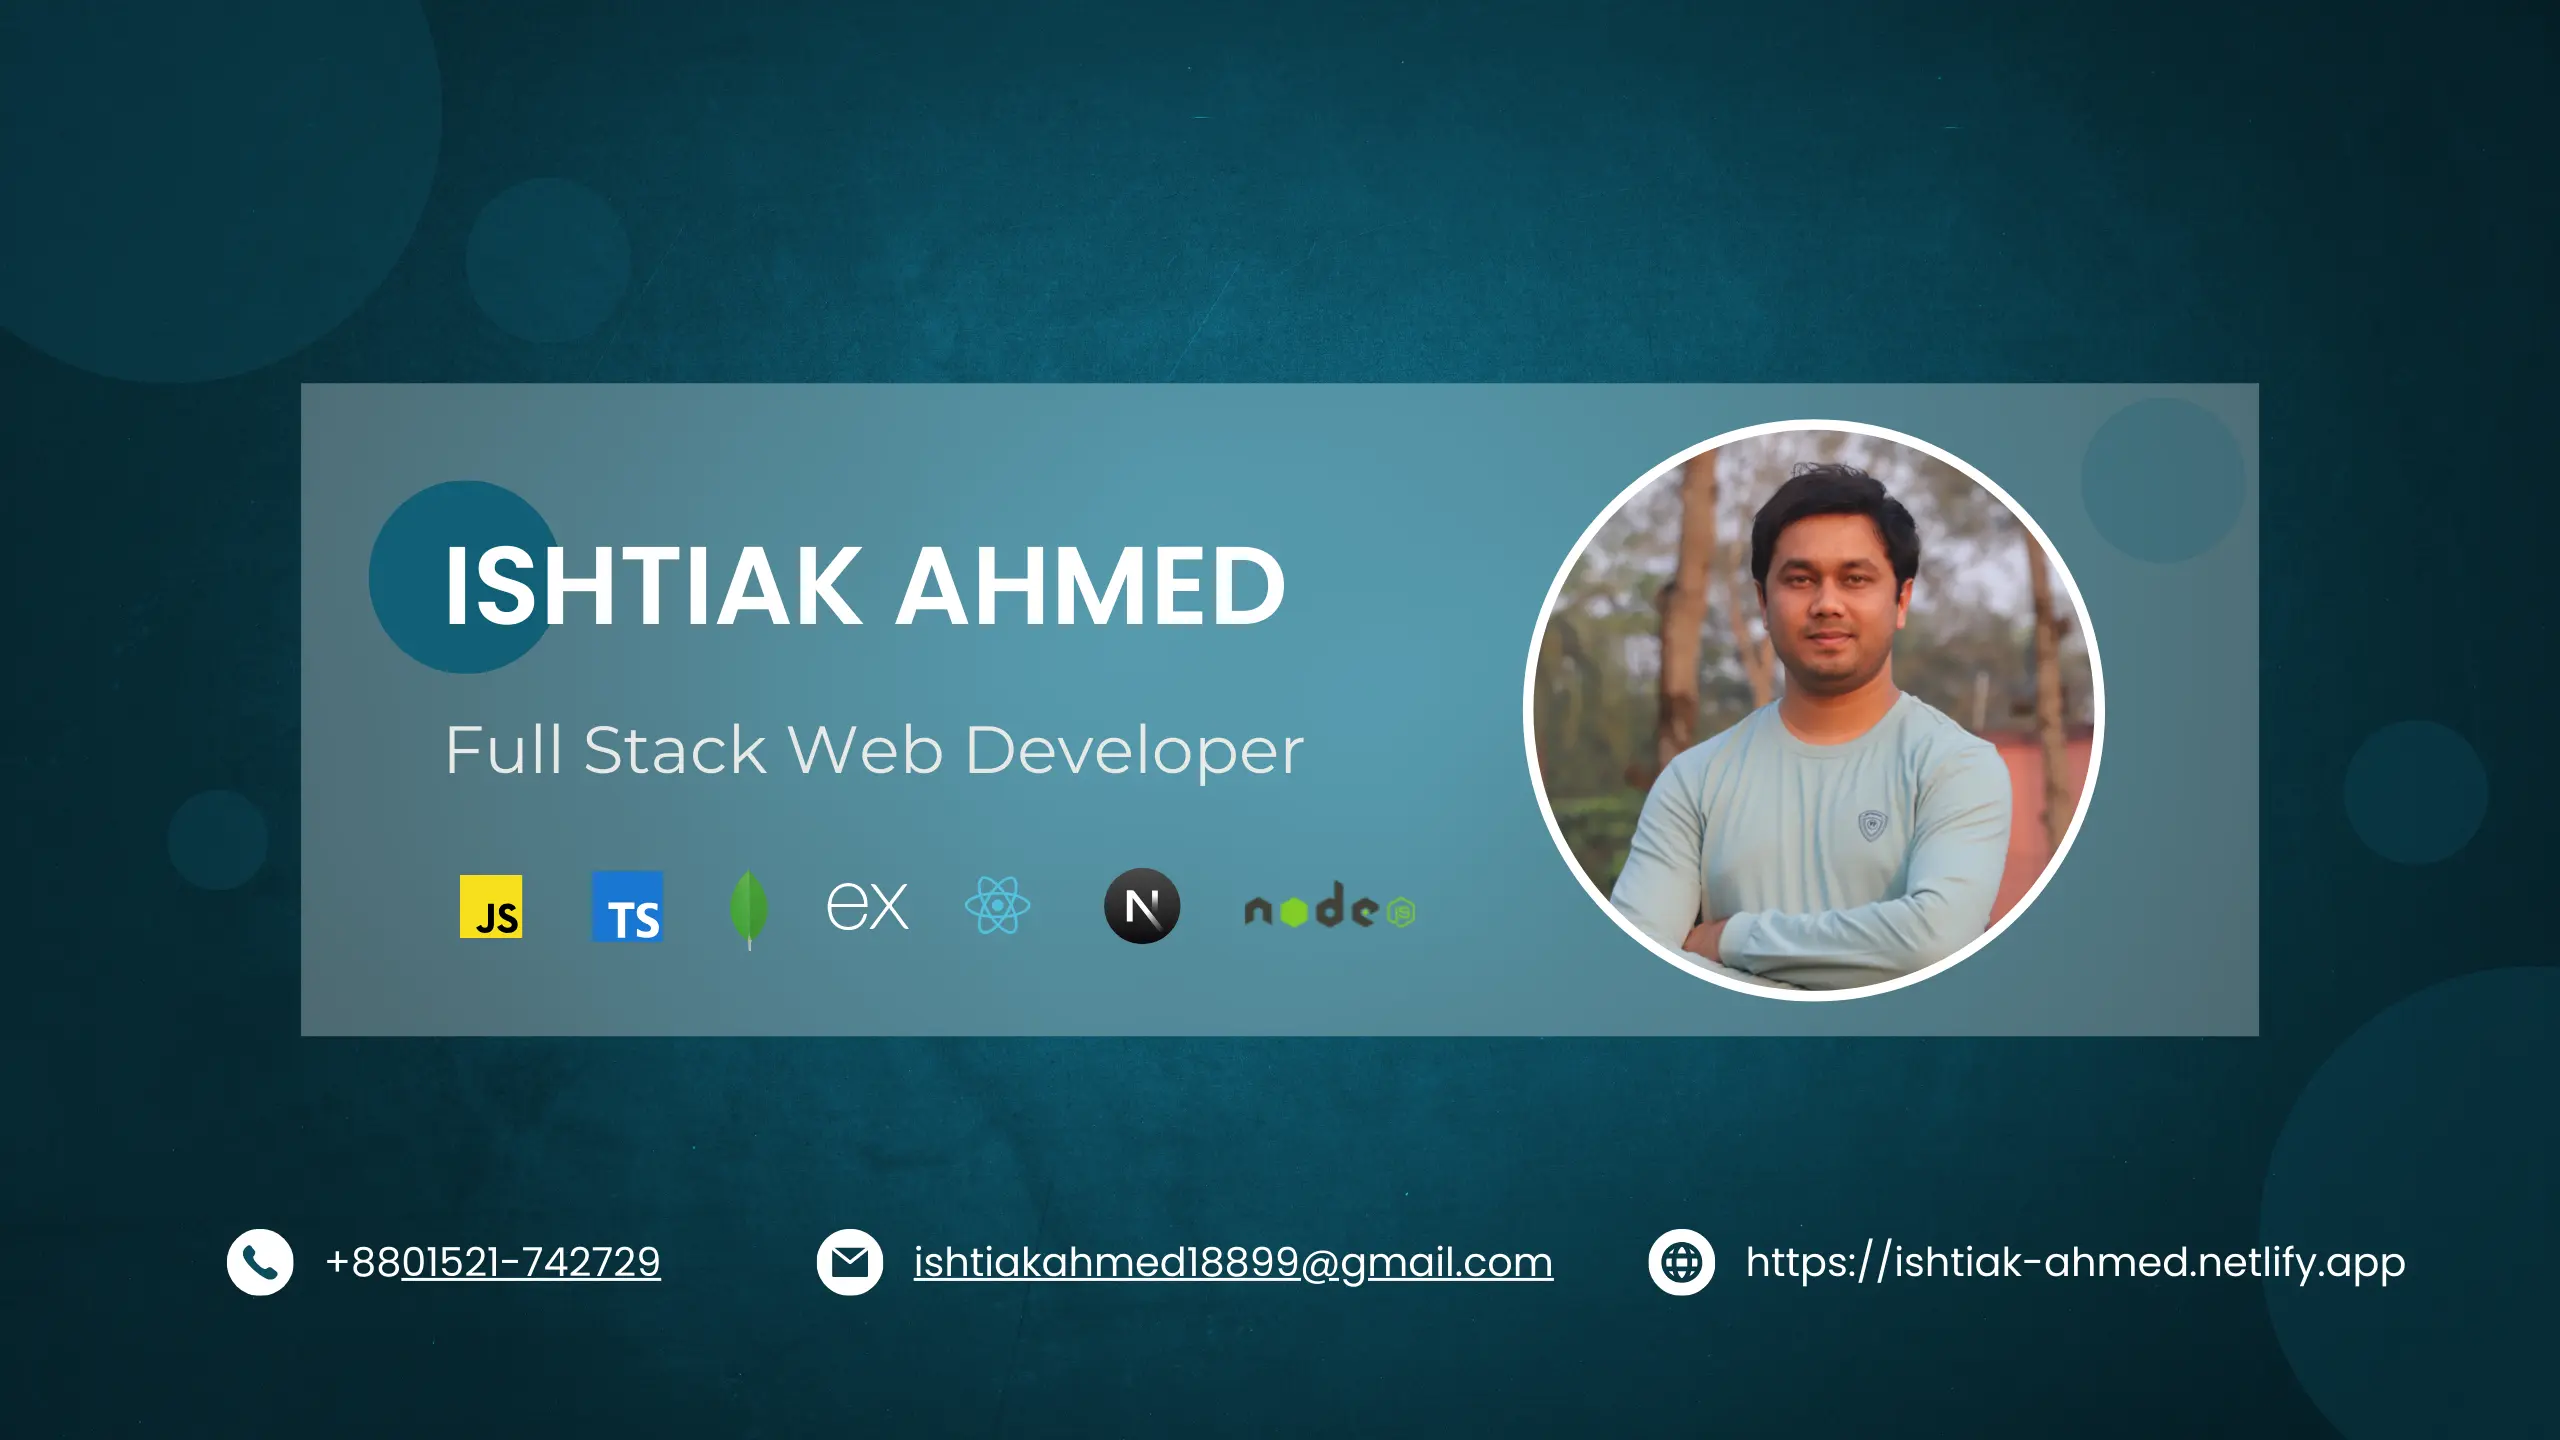 ISHTIAK AHMED
Full Stack Web Developer
JS TS ex N node JS
+8801521-742729
ishtiakahmed18899@gmail.com
https://ishtiak-ahmed.netlify.app